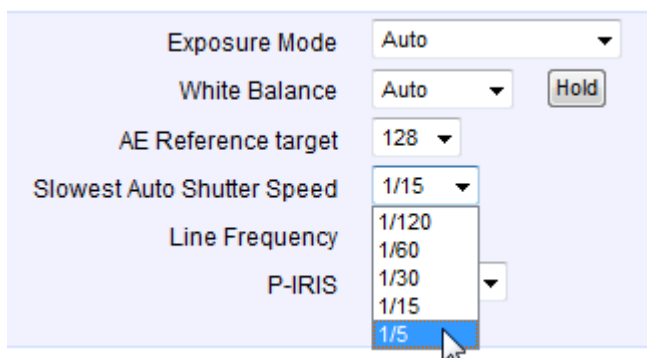 Exposure Mode Auto
White Balance Auto Hold
AE Reference target 128
Slowest Auto Shutter Speed 1/15
1/120
Line Frequency
1/60
P-IRIS 1/30
1/15
1/5